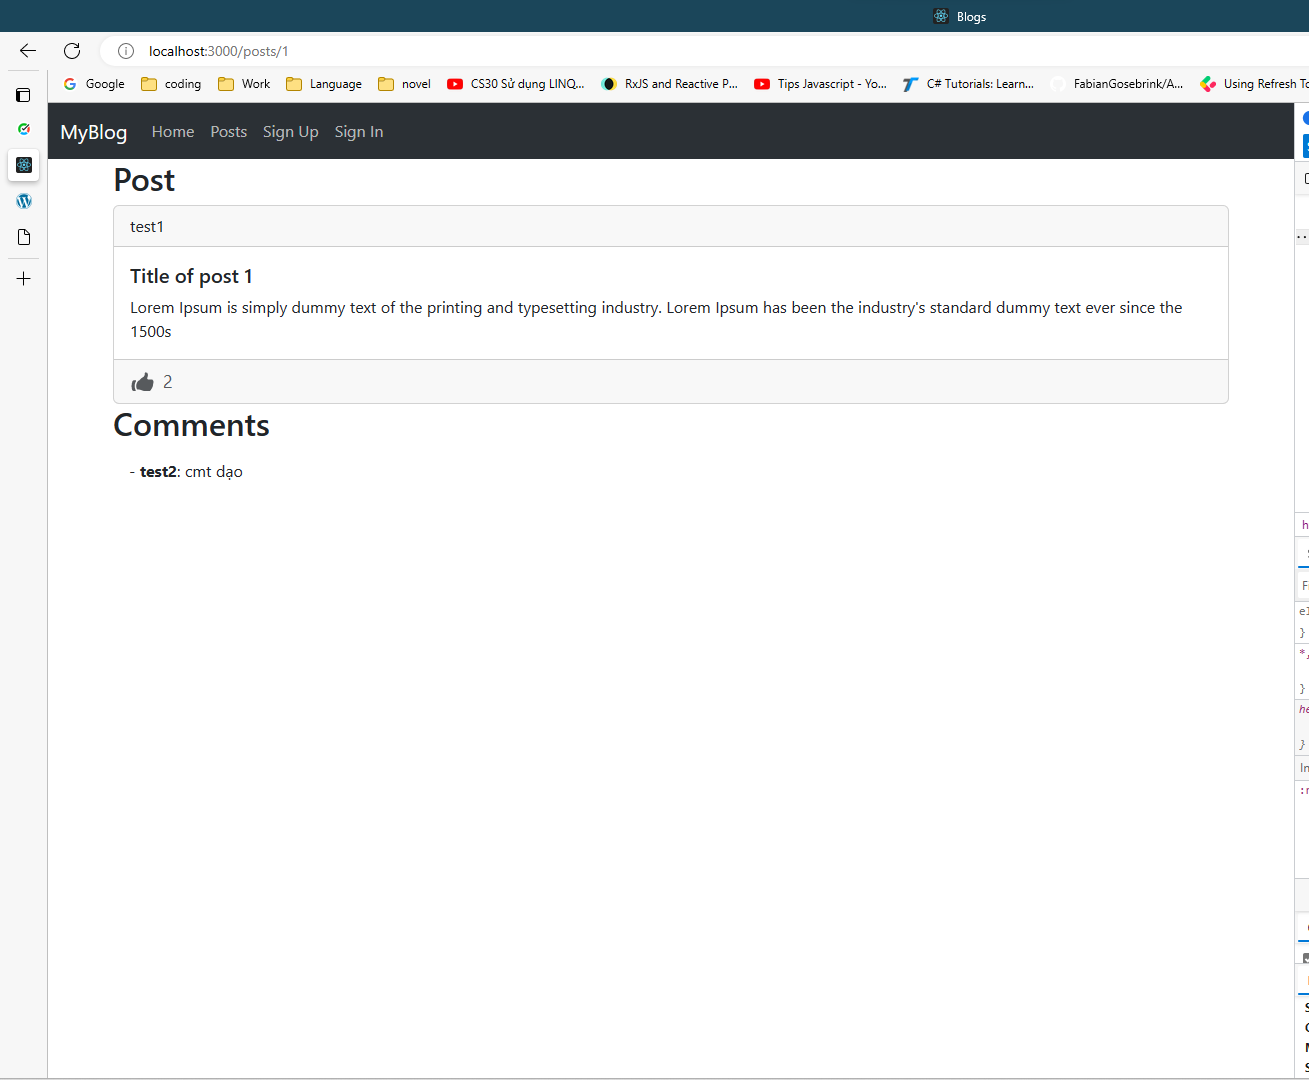 Blogs
localhost:3000/posts/1
Google coding Work Language novel CS30 Sử dụng LINQ... RxJS and Reactive P... Tips Javascript - Yo... C# Tutorials: Learn... FabianGosebrink/A... Using Refresh To
MyBlog Home Posts Sign Up Sign In
Post
test1
Title of post 1
Lorem Ipsum is simply dummy text of the printing and typesetting industry. Lorem Ipsum has been the industry's standard dummy text ever since the
1500s
2
Comments
- test2: cmt dạo